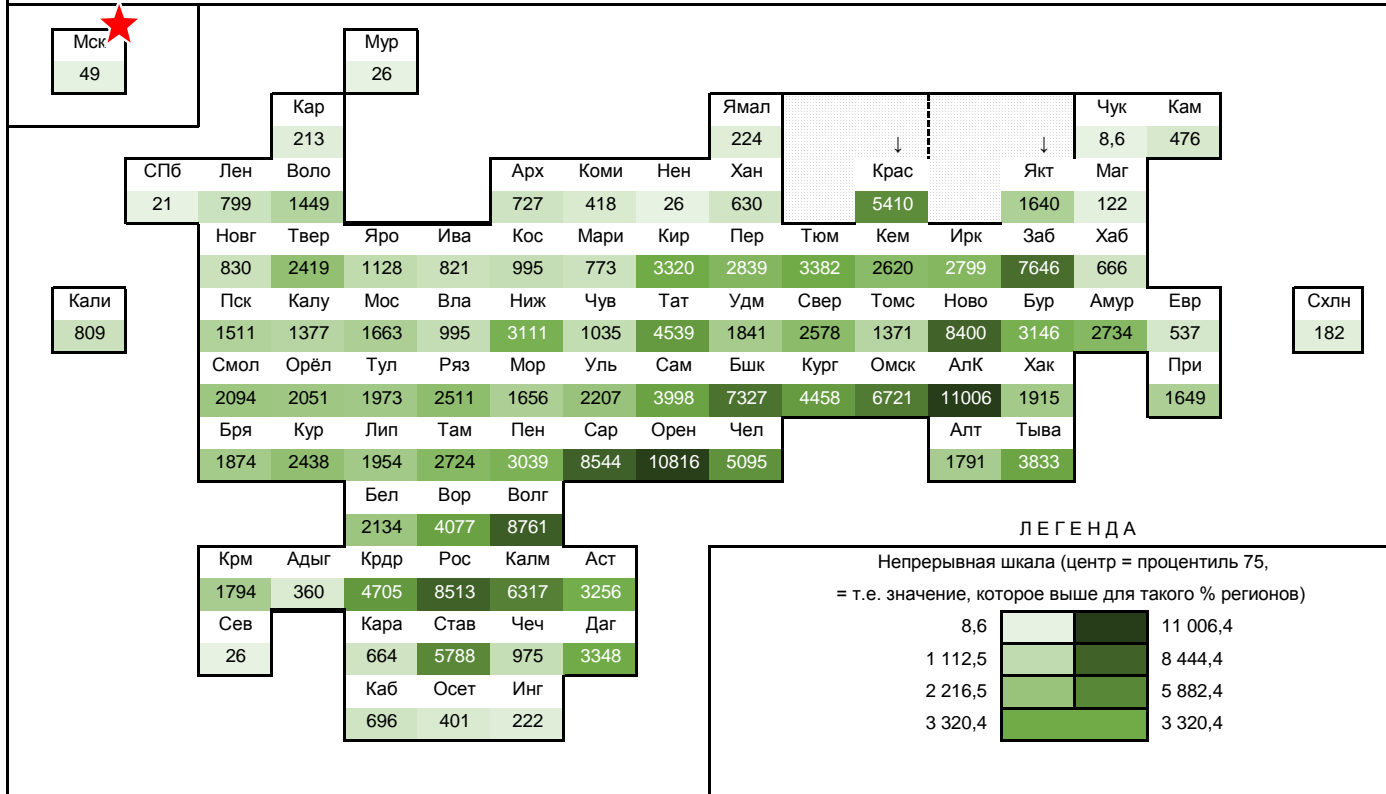 Мск Мур
49 26
Кар Ямал Чук Кам
213 224 ↓ ↓ 8,6 476
СПб Лен Воло Арх Коми Нен Хан Крас Якт Маг
21 799 1449 727 418 26 630 5410 1640 122
Новг Твер Яро Ива Кос Мари Кир Пер Тюм Кем Ирк Заб Хаб
830 2419 1128 821 995 773 3320 2839 3382 2620 2799 7646 666
Кали Пск Калу Мос Вла Ниж Чув Тат Удм Свер Томс Ново Бур Амур Евр Схлн
809 1511 1377 1663 995 3111 1035 4539 1841 2578 1371 8400 3146 2734 537 182
Смол Орёл Тул Ряз Мор Уль Сам Бшк Кург Омск АлК Хак При
2094 2051 1973 2511 1656 2207 3998 7327 4458 6721 11006 1915 1649
Бря Кур Лип Там Пен Сар Орен Чел Алт Тыва
1874 2438 1954 2724 3039 8544 10816 5095 1791 3833
Бел Вор Волг
2134 4077 8761
Крм Адыг Крдр Рос Калм Аст
1794 360 4705 8513 6317 3256
Сев Кара Став Чеч Даг
26 664 5788 975 3348
Каб Осет Инг
696 401 222
ЛЕГЕНДА
Непрерывная шкала (центр = процентиль 75,
= т.е. значение, которое выше для такого % регионов)
8,6 11 006,4
1 112,5 8 444,4
2 216,5 5 882,4
3 320,4 3 320,4